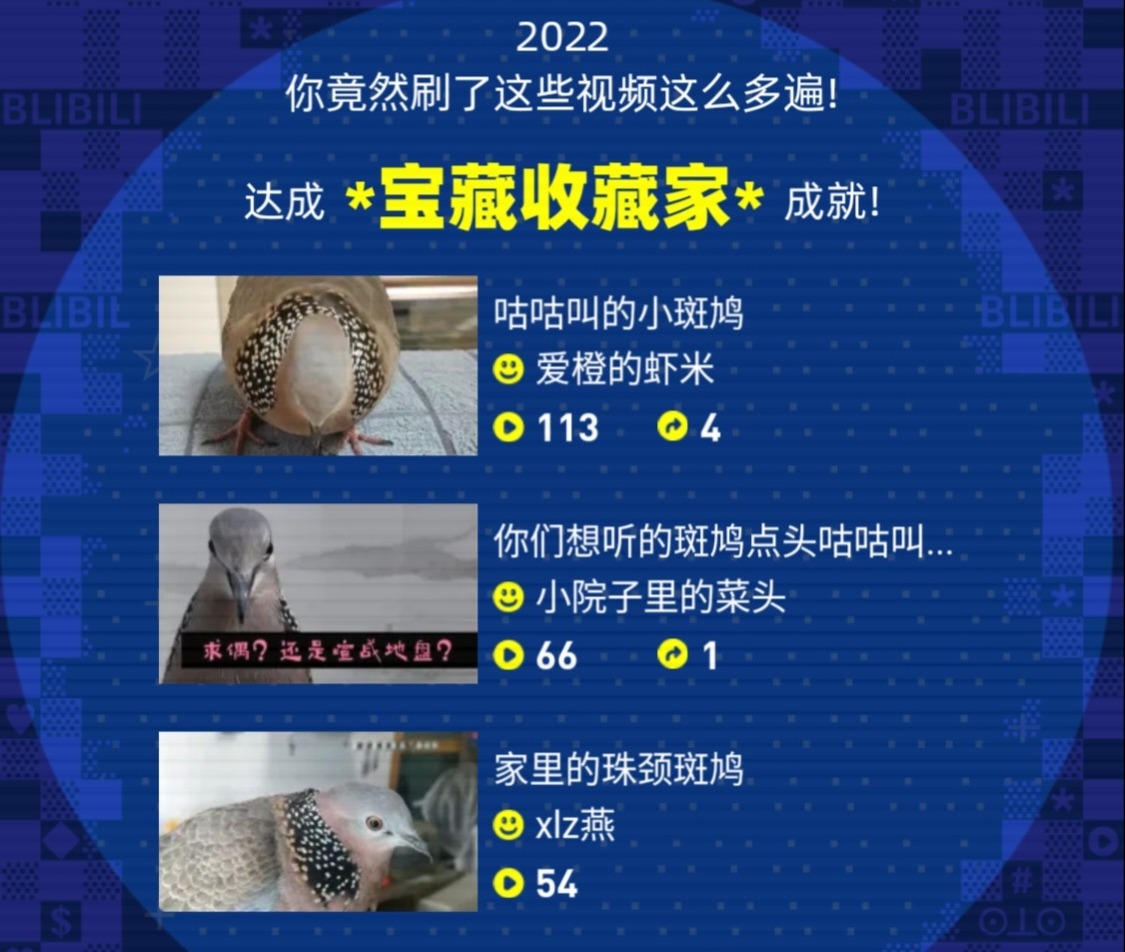 2022
你竟然刷了这些视频这么多遍!
BLIBILI
BLIBILI
达成 *宝藏收藏家* 成就!
BLIBIL
BLIBILI
咕咕叫的小斑鸠
爱橙的虾米
113 4
你们想听的斑鸠点头咕咕叫...
小院子里的菜头
求偶？还是宣战地盘？
66 1
家里的珠颈斑鸠
xlz燕
54